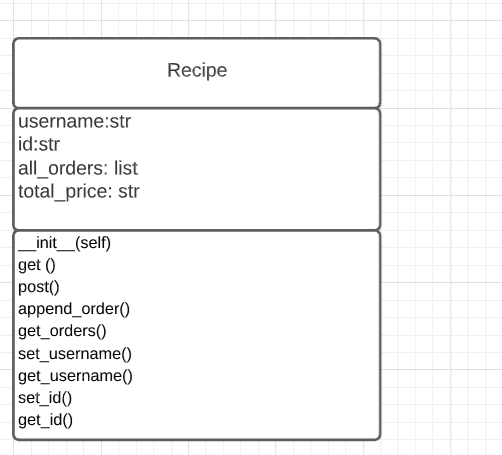 Recipe
username:str
id:str
all_orders: list
total_price: str
__init__(self)
get ()
post()
append_order()
get_orders()
set_username()
get_username()
set_id()
get_id()